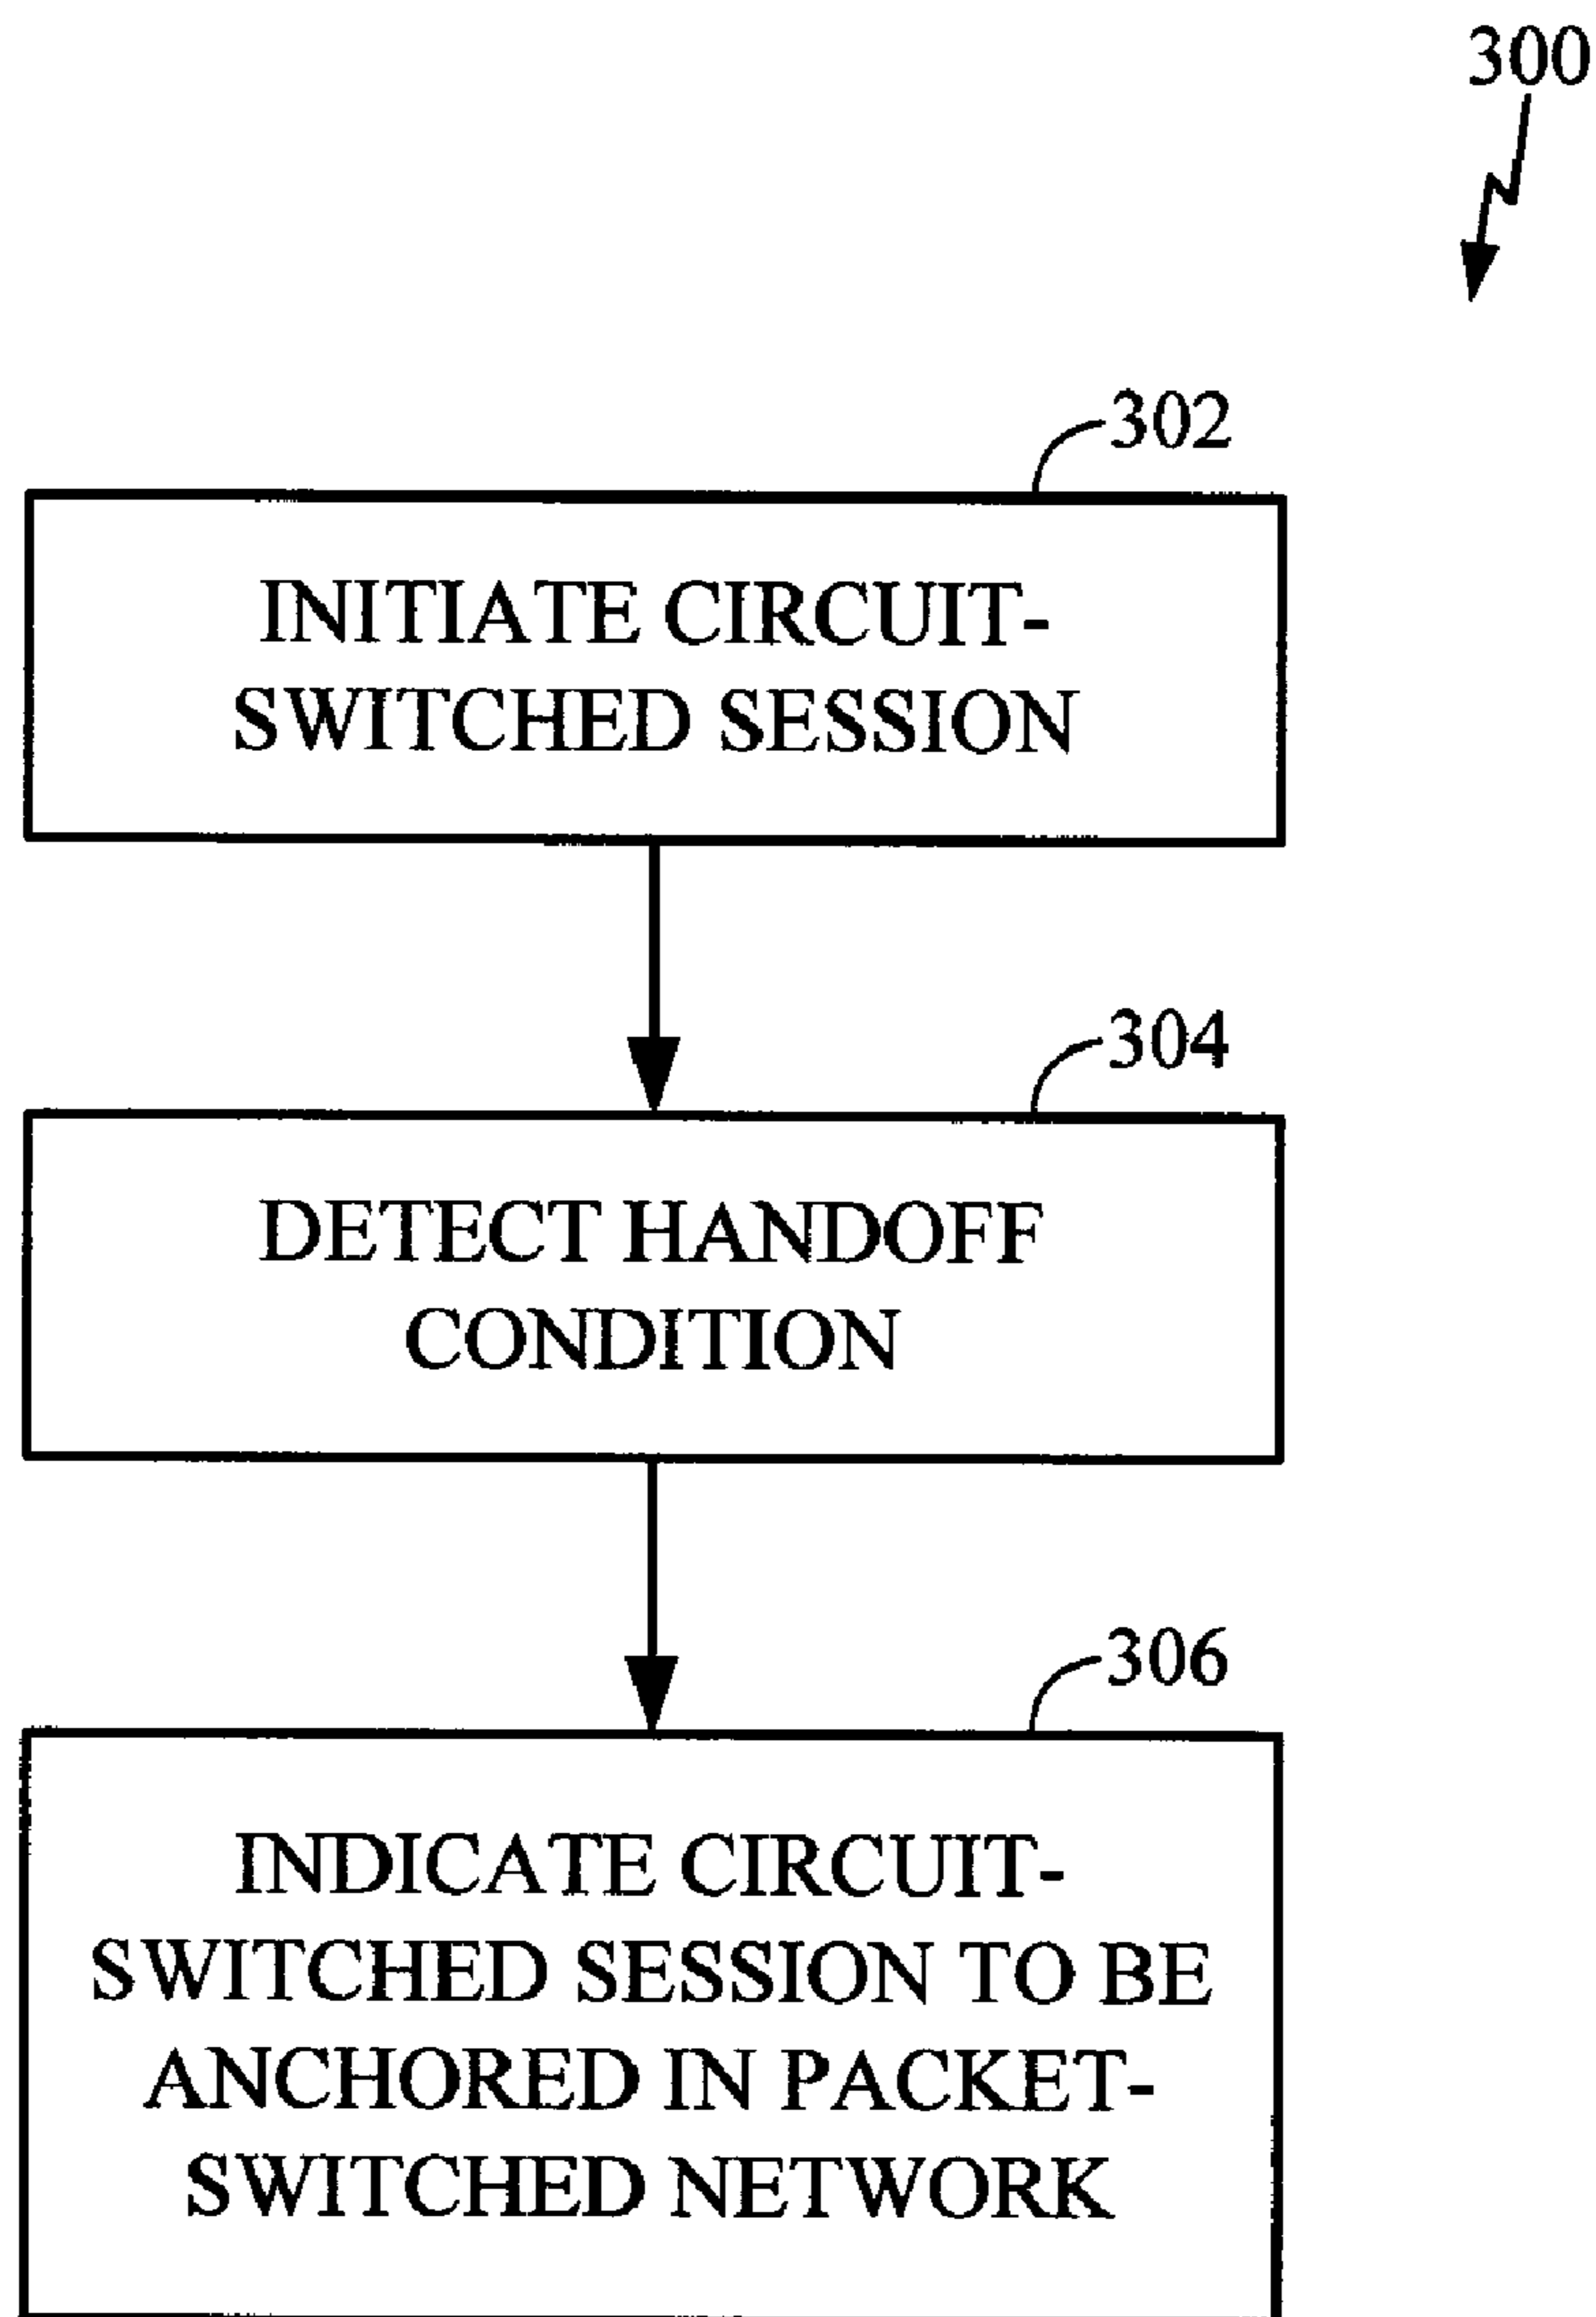 300
302
INITIATE CIRCUIT-
SWITCHED SESSION
304
DETECT HANDOFF
CONDITION
306
INDICATE CIRCUIT-
SWITCHED SESSION TO BE
ANCHORED IN PACKET-
SWITCHED NETWORK